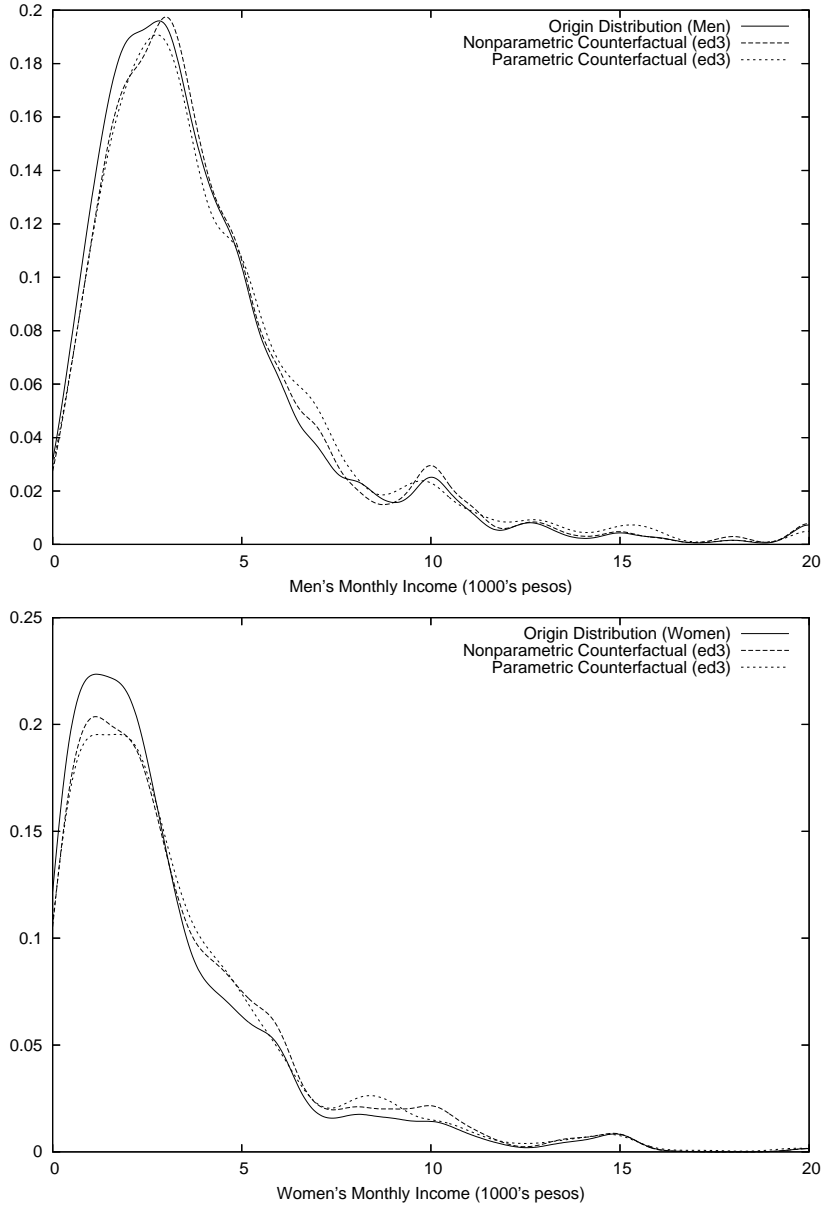 0.2
0.18
0.16
0.14
0.12
0.1
0.08
0.06
0.04
0.02
0
Origin Distribution (Men)
Nonparametric Counterfactual (ed3)
Parametric Counterfactual (ed3)
0 5 10 15 20
Men's Monthly Income (1000's pesos)
0.25
0.2
0.15
0.1
0.05
0
Origin Distribution (Women)
Nonparametric Counterfactual (ed3)
Parametric Counterfactual (ed3)
0 5 10 15 20
Women's Monthly Income (1000's pesos)